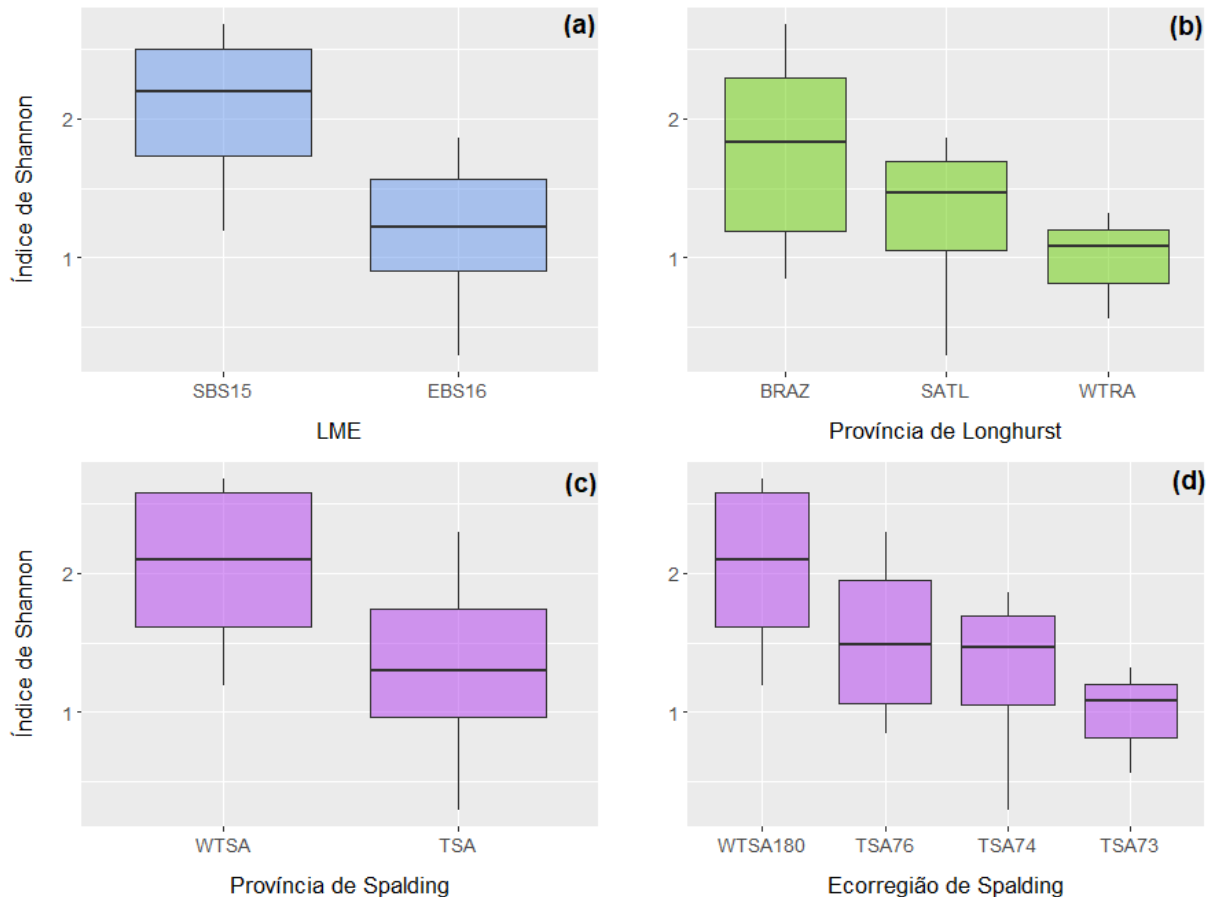 (a)
Índice de Shannon
2
1
SBS15 EBS16
LME
(b)
2
1
BRAZ SATL WTRA
Província de Longhurst
(c)
Índice de Shannon
2
1
WTSA TSA
Província de Spalding
(d)
2
1
WTSA180 TSA76 TSA74 TSA73
Ecorregião de Spalding